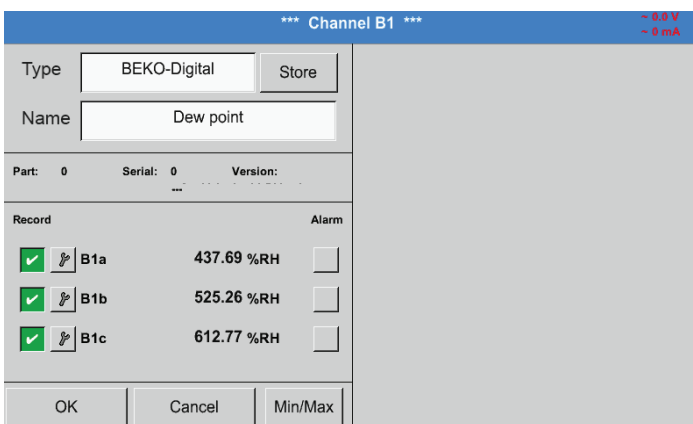 *** Channel B1 ***
~ 0.0 V
~ 0 mA
Type BEKO-Digital Store
Name Dew point
Part: 0 Serial: 0 Version:
---
Record Alarm
B1a 437.69 %RH
B1b 525.26 %RH
B1c 612.77 %RH
OK Cancel Min/Max